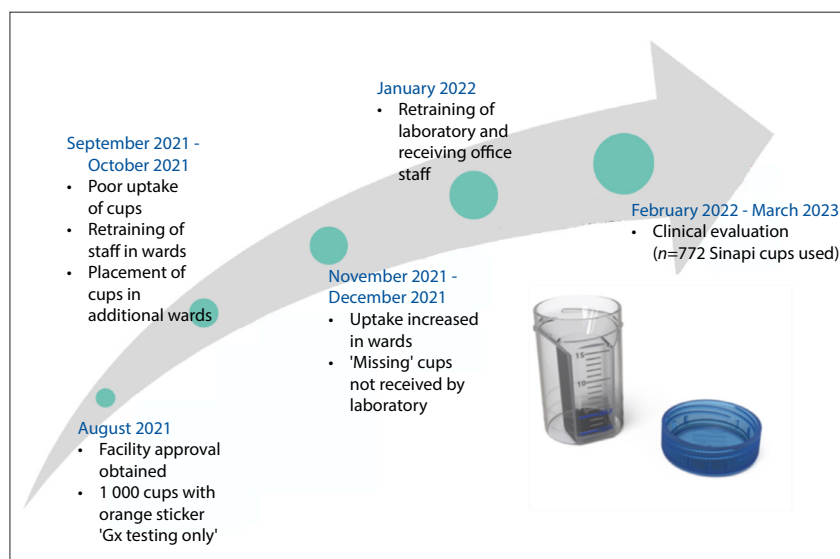 August 2021
• Facility approval
obtained
• 1 000 cups with
orange sticker
'Gx testing only'
September 2021 -
October 2021
• Poor uptake
of cups
• Retraining of
staff in wards
• Placement of
cups in
additional wards
November 2021 -
December 2021
• Uptake increased
in wards
• 'Missing' cups
not received by
laboratory
January 2022
• Retraining of
laboratory and
receiving office
staff
February 2022 - March 2023
• Clinical evaluation
(n=772 Sinapi cups used)
15
10